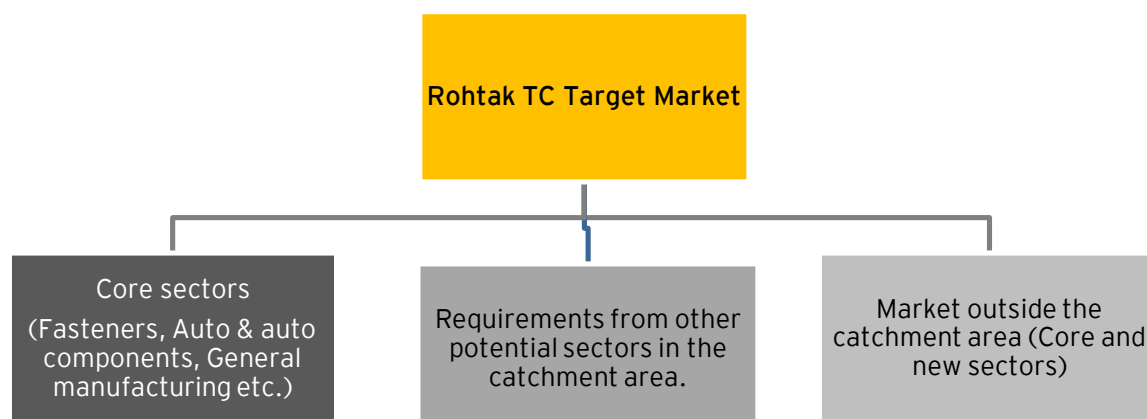 Rohtak TC Target Market
Core sectors
(Fasteners, Auto & auto
components, General
manufacturing etc.)
Requirements from other
potential sectors in the
catchment area.
Market outside the
catchment area (Core and
new sectors)